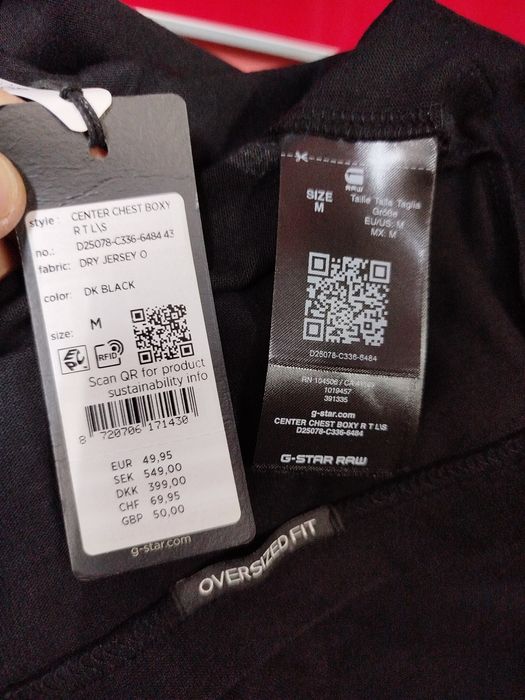 style : CENTER CHEST BOXY
R T L\S
no.: D25078-C336-6484 43
fabric: DRY JERSEY O
color: DK BLACK
size: M
RFID
Scan QR for product
sustainability info
8 720706 171430
EUR 49,95
SEK 549,00
DKK 399,00
CHF 69,95
GBP 50,00
g-star.com
RAW
SIZE
M
Taille Talla Taglia
Größe
EU/US: M
MX: M
D25078-C336-6484
RN 104506 / CA
1019457
391335
g-star.com
CENTER CHEST BOXY R T L\S
D25078-C336-6484
G-STAR RAW
OVERSIZED FIT